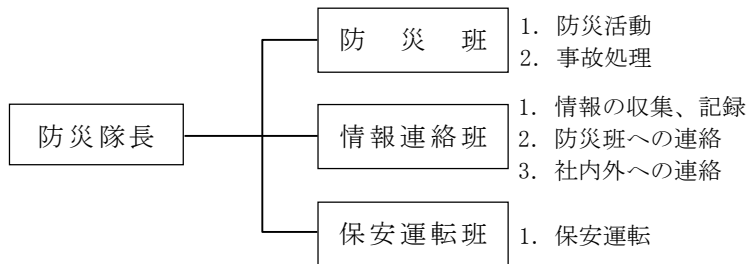 防災班
1. 防災活動
2. 事故処理
防災隊長
情報連絡班
1. 情報の収集、記録
2. 防災班への連絡
3. 社内外への連絡
保安運転班
1. 保安運転